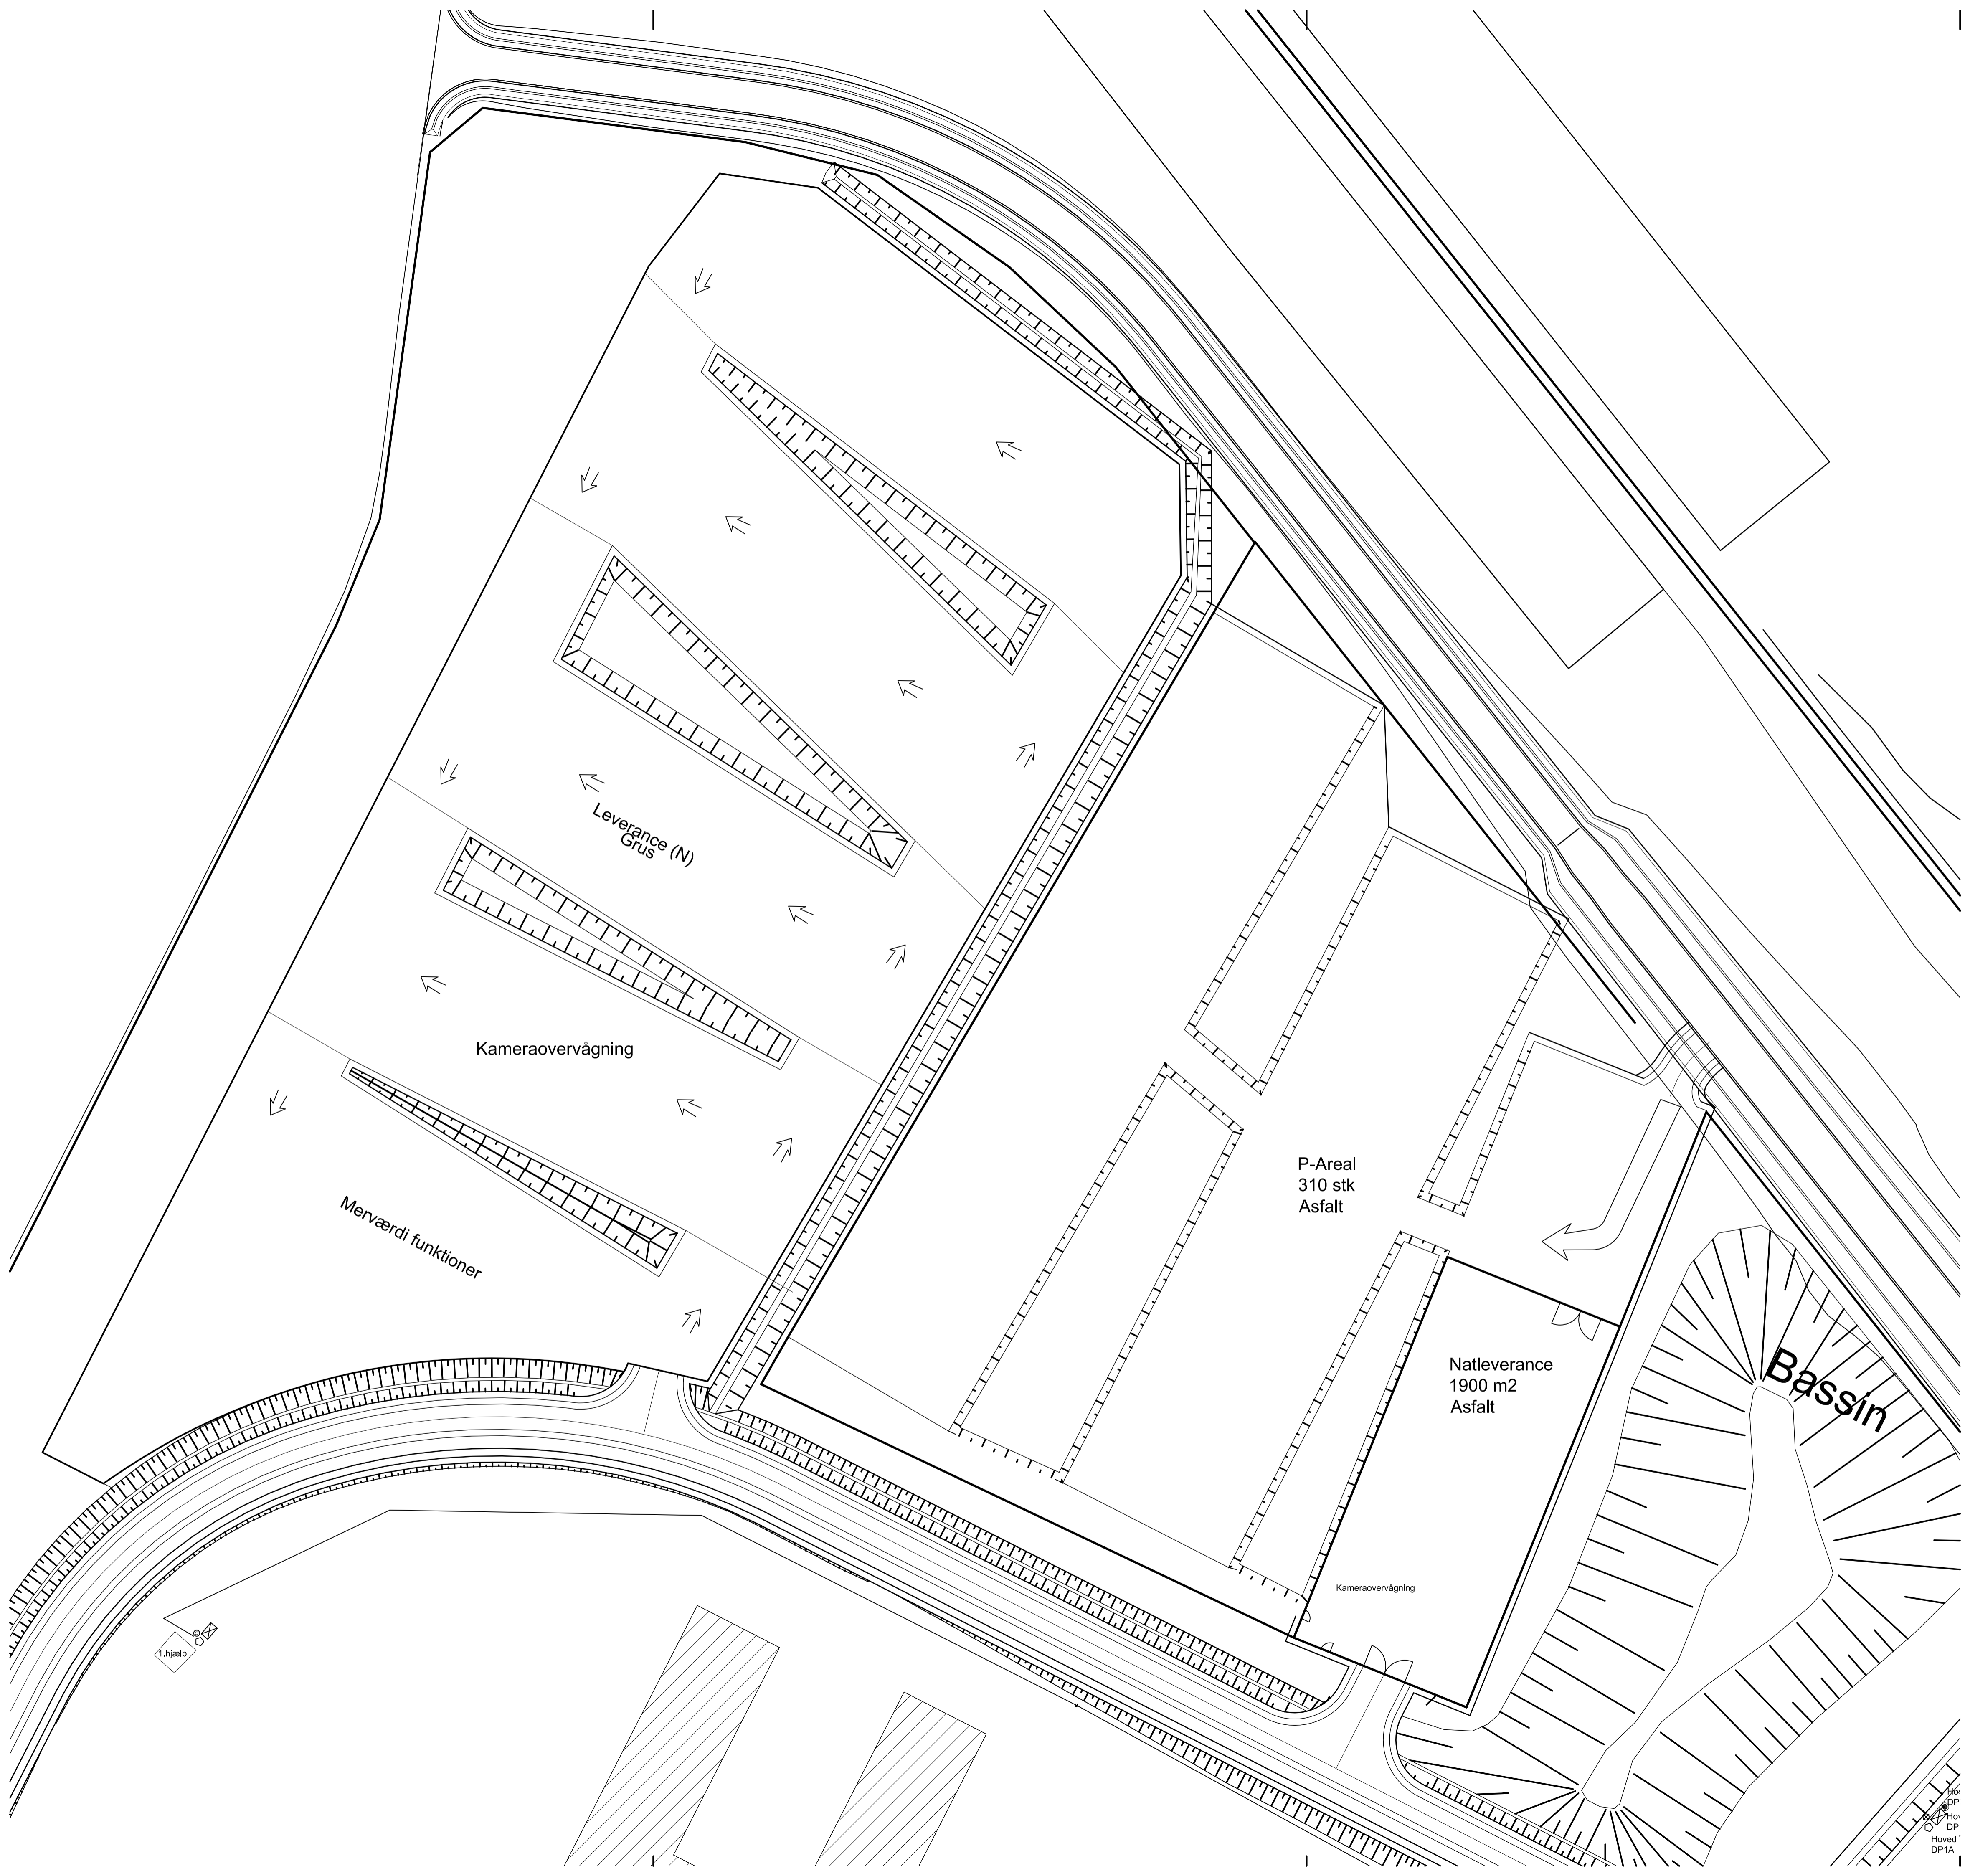 Leverance (N)
Grus
Kameraovervågning
Merværdi funktioner
P-Areal
310 stk
Asfalt
Natleverance
1900 m2
Asfalt
Bassin
Kameraovervågning
1.hjælp
Hoved
DP1A